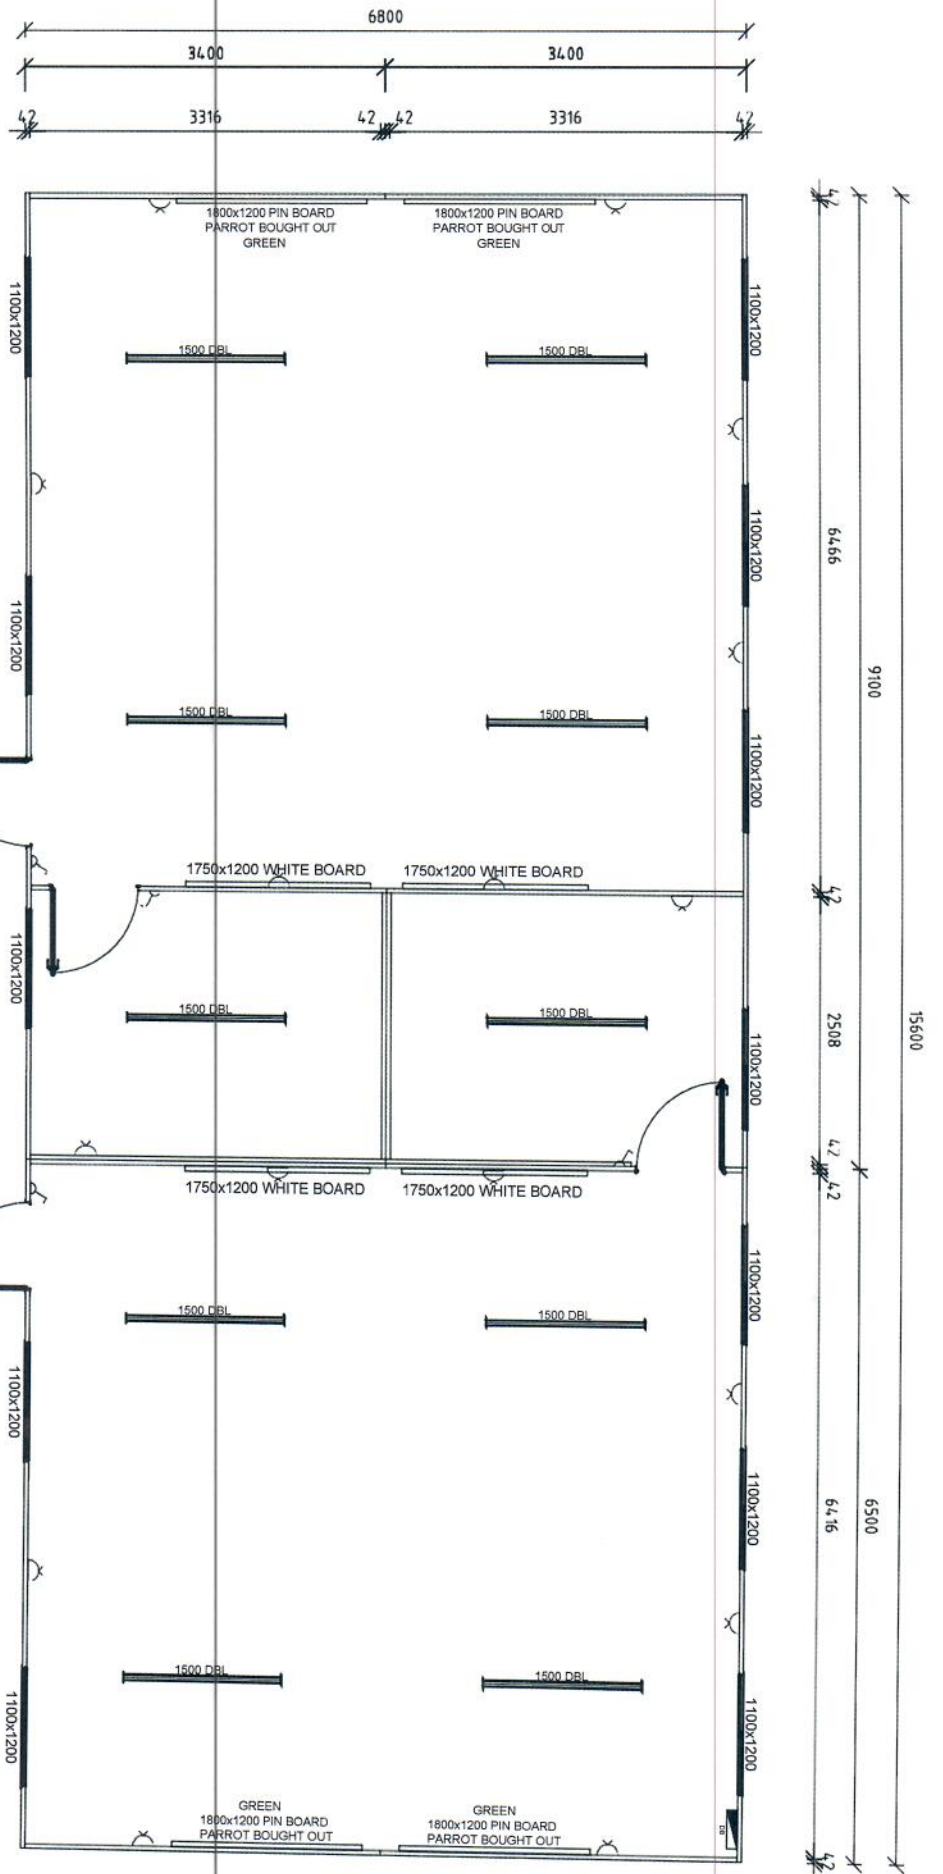 6800
3400
3400
42
3316
42
42
3316
42
1800x1200 PIN BOARD
PARROT BOUGHT OUT
GREEN
1800x1200 PIN BOARD
PARROT BOUGHT OUT
GREEN
42
1100x1200
1100x1200
1500 DBL
1500 DBL
1100x1200
6466
1100x1200
9100
1500 DBL
1500 DBL
1100x1200
1750x1200 WHITE BOARD
1750x1200 WHITE BOARD
42
1100x1200
1500 DBL
1500 DBL
1100x1200
2508
15600
42
42
1750x1200 WHITE BOARD
1750x1200 WHITE BOARD
1100x1200
1500 DBL
1500 DBL
1100x1200
1100x1200
6416
6500
1500 DBL
1500 DBL
1100x1200
1100x1200
GREEN
1800x1200 PIN BOARD
PARROT BOUGHT OUT
GREEN
1800x1200 PIN BOARD
PARROT BOUGHT OUT
DB
42